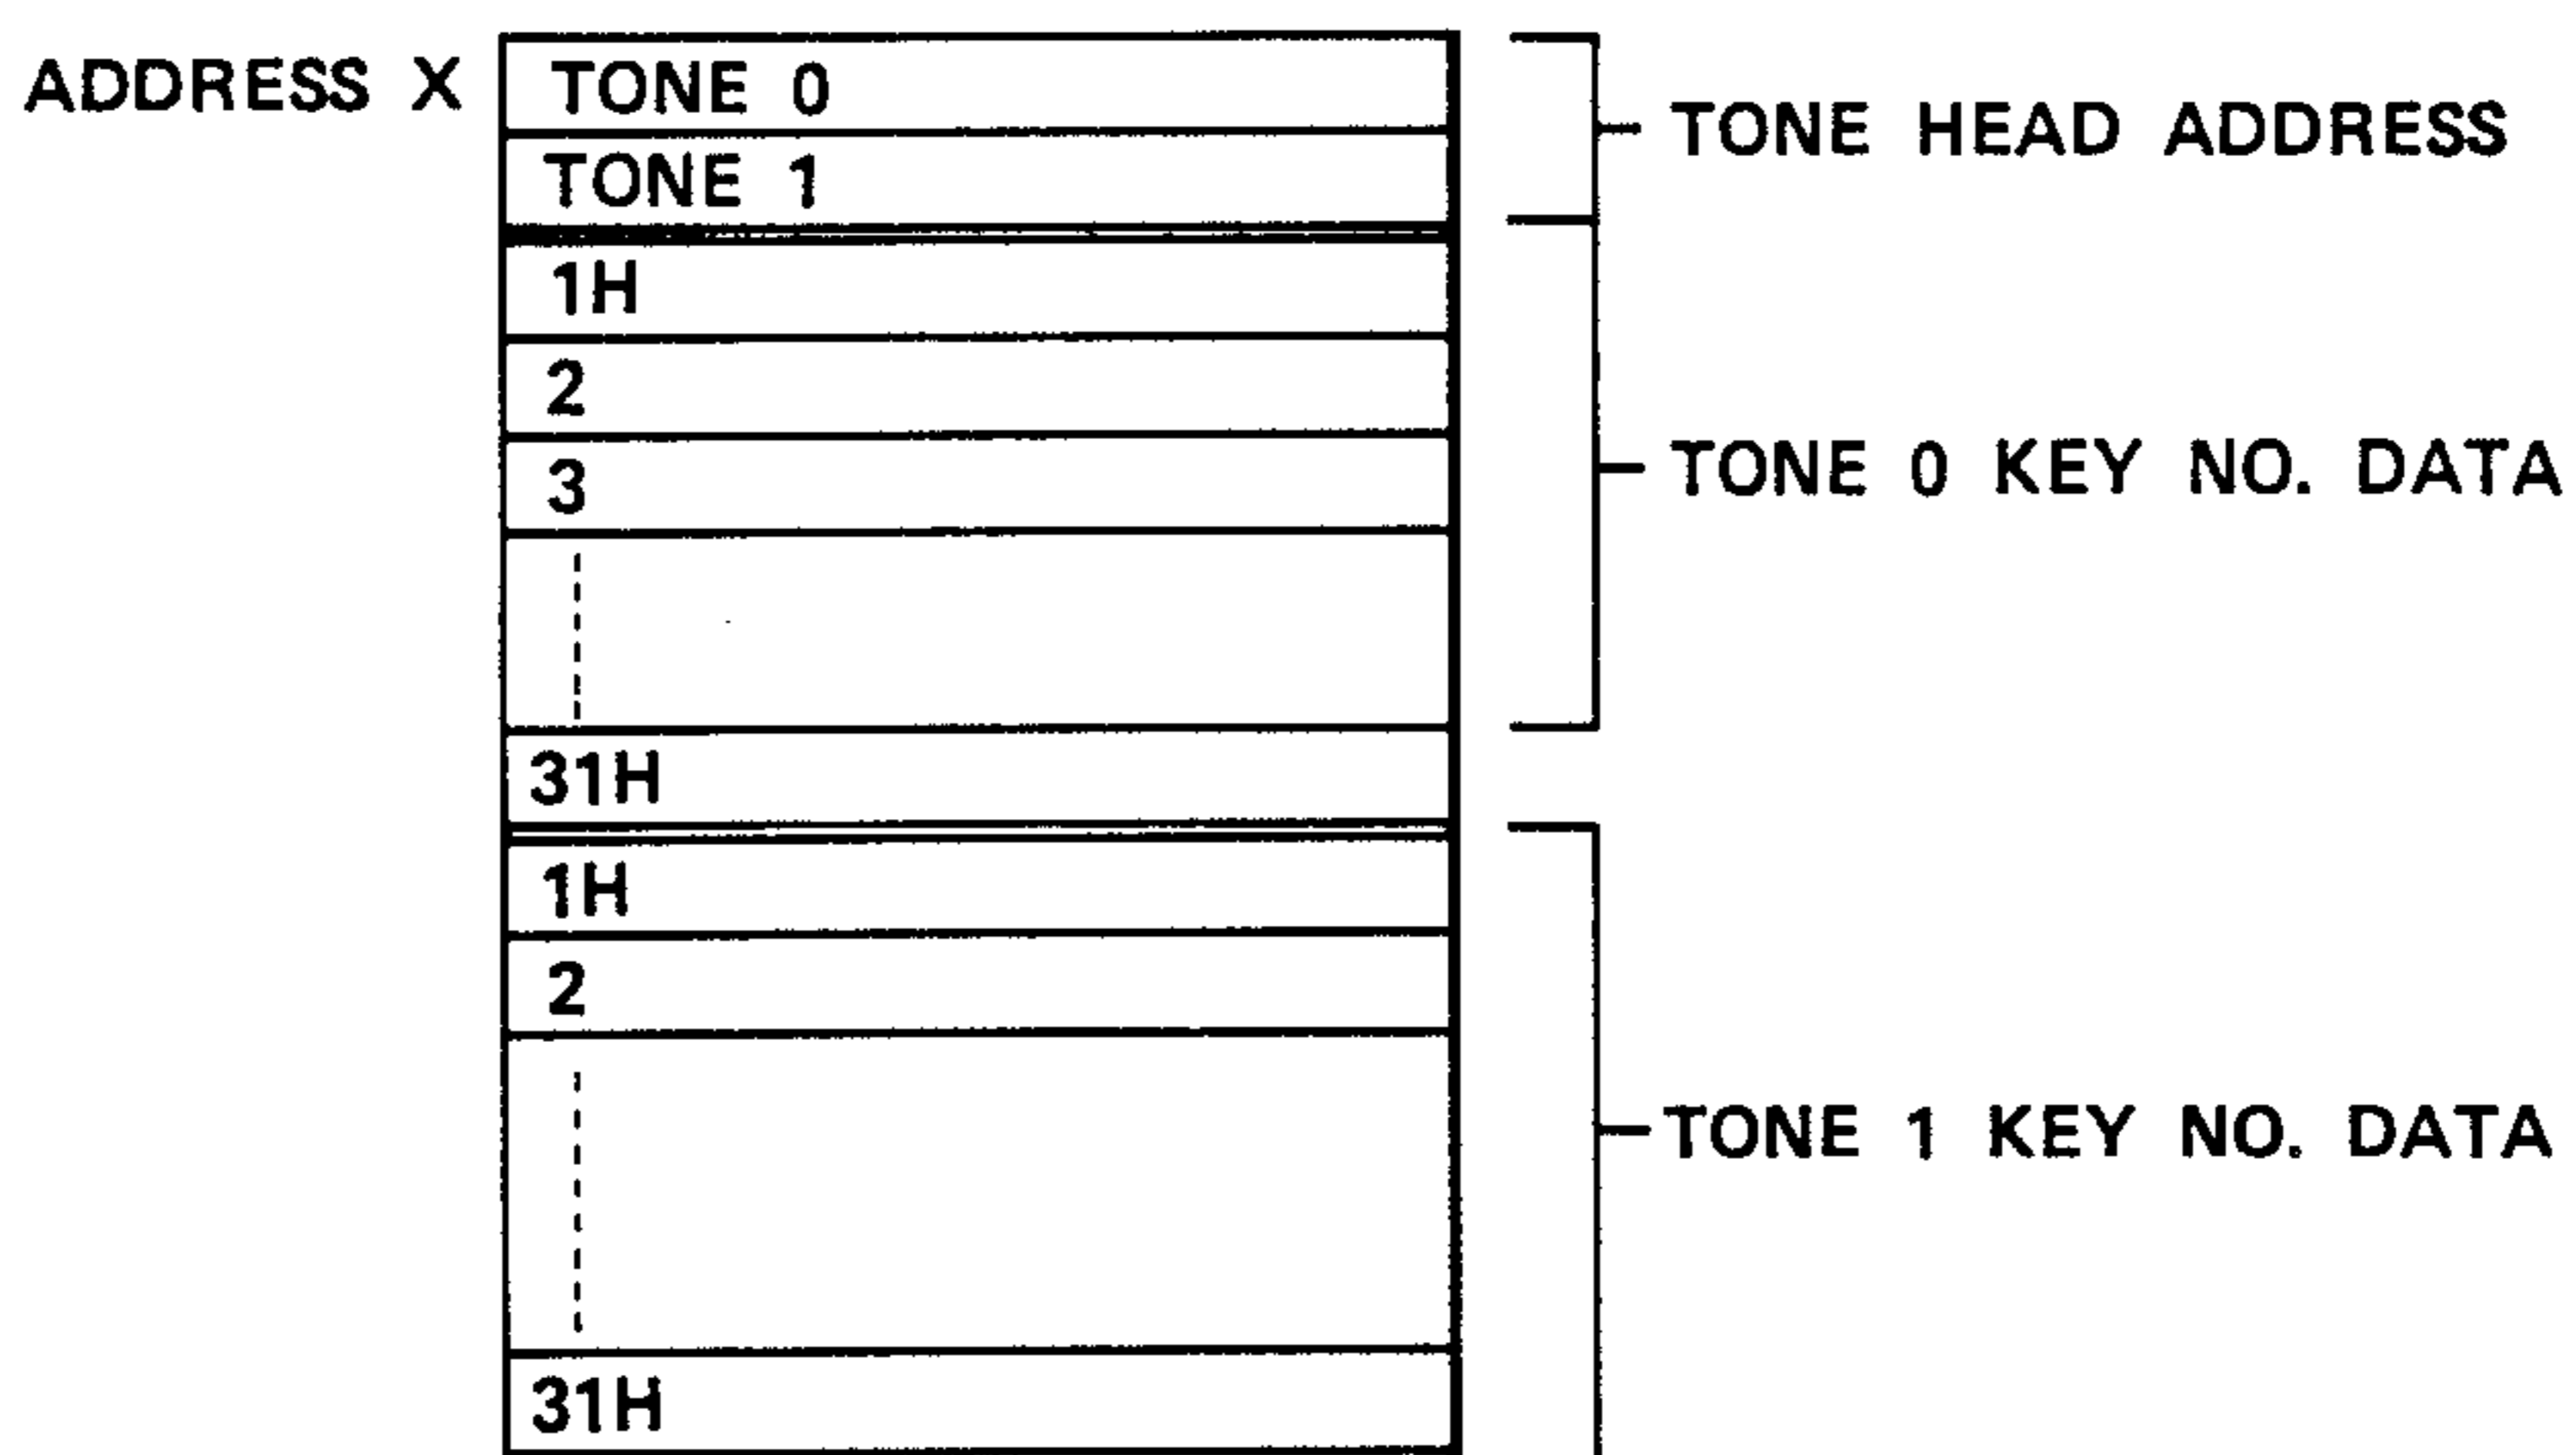 ADDRESS X TONE 0
TONE HEAD ADDRESS
TONE 1
1H
2
3
TONE 0 KEY NO. DATA
31H
1H
2
TONE 1 KEY NO. DATA
31H